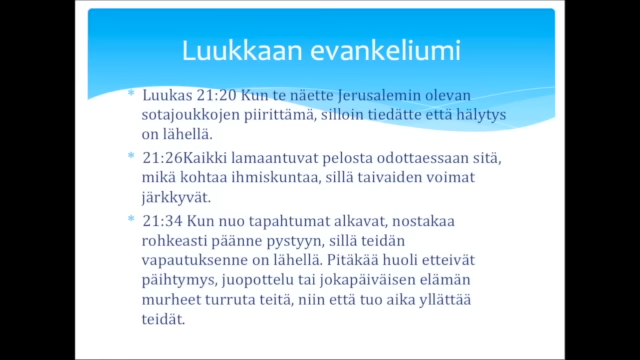 Luukkaan evankeliumi
* Luukas 21:20 Kun te näette Jerusalemin olevan
sotajoukkojen piirittämä, silloin tiedätte että hälytys
on lähellä.
* 21:26Kaikki lamaantuvat pelosta odottaessaan sitä,
mikä kohtaa ihmiskuntaa, sillä taivaiden voimat
järkkyvät.
* 21:34 Kun nuo tapahtumat alkavat, nostakaa
rohkeasti päänne pystyyn, sillä teidän
vapautuksenne on lähellä. Pitäkää huoli etteivät
päihtymys, juopottelu tai jokapäiväisen elämän
murheet turruta teitä, niin että tuo aika yllättää
teidät.